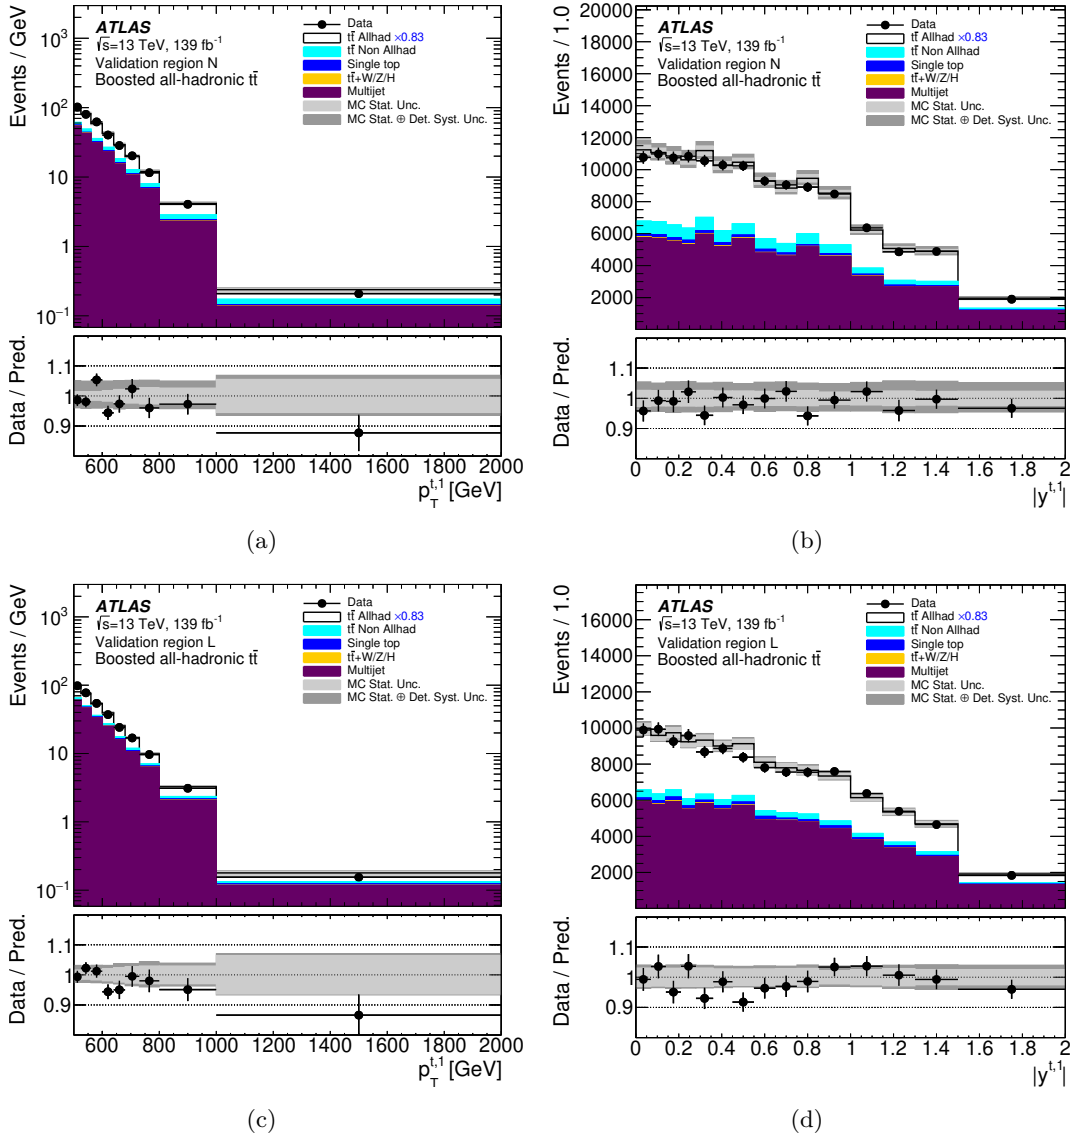 Events / GeV
10³
10²
10
1
10⁻¹
ATLAS
√s=13 TeV, 139 fb⁻¹
Validation region N
Boosted all-hadronic tt̄
Data
tt̄ Allhad ×0.83
tt̄ Non Allhad
Single top
tt̄+W/Z/H
Multijet
MC Stat. Unc.
MC Stat. ⊕ Det. Syst. Unc.
Data / Pred.
1.1
1
0.9
600 800 1000 1200 1400 1600 1800 2000
p_T^{t,1} [GeV]
(a)
Events / 1.0
20000
18000
16000
14000
12000
10000
8000
6000
4000
2000
ATLAS
√s=13 TeV, 139 fb⁻¹
Validation region N
Boosted all-hadronic tt̄
Data
tt̄ Allhad ×0.83
tt̄ Non Allhad
Single top
tt̄+W/Z/H
Multijet
MC Stat. Unc.
MC Stat. ⊕ Det. Syst. Unc.
Data / Pred.
1.1
1
0.9
0 0.2 0.4 0.6 0.8 1 1.2 1.4 1.6 1.8 2
|y^{t,1}|
(b)
Events / GeV
10³
10²
10
1
10⁻¹
ATLAS
√s=13 TeV, 139 fb⁻¹
Validation region L
Boosted all-hadronic tt̄
Data
tt̄ Allhad ×0.83
tt̄ Non Allhad
Single top
tt̄+W/Z/H
Multijet
MC Stat. Unc.
MC Stat. ⊕ Det. Syst. Unc.
Data / Pred.
1.1
1
0.9
600 800 1000 1200 1400 1600 1800 2000
p_T^{t,1} [GeV]
(c)
Events / 1.0
16000
14000
12000
10000
8000
6000
4000
2000
ATLAS
√s=13 TeV, 139 fb⁻¹
Validation region L
Boosted all-hadronic tt̄
Data
tt̄ Allhad ×0.83
tt̄ Non Allhad
Single top
tt̄+W/Z/H
Multijet
MC Stat. Unc.
MC Stat. ⊕ Det. Syst. Unc.
Data / Pred.
1.1
1
0.9
0 0.2 0.4 0.6 0.8 1 1.2 1.4 1.6 1.8 2
|y^{t,1}|
(d)